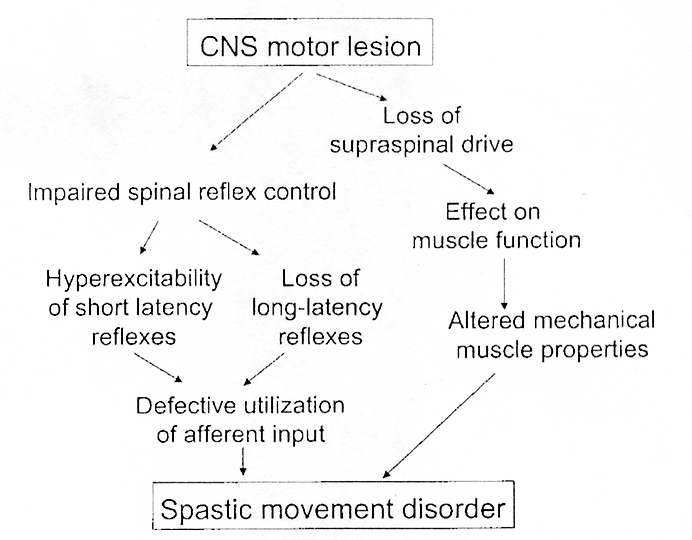 CNS motor lesion
Loss of
supraspinal drive
Impaired spinal reflex control
Effect on
muscle function
Hyperexcitability
of short latency
reflexes
Loss of
long-latency
reflexes
Altered mechanical
muscle properties
Defective utilization
of afferent input
Spastic movement disorder